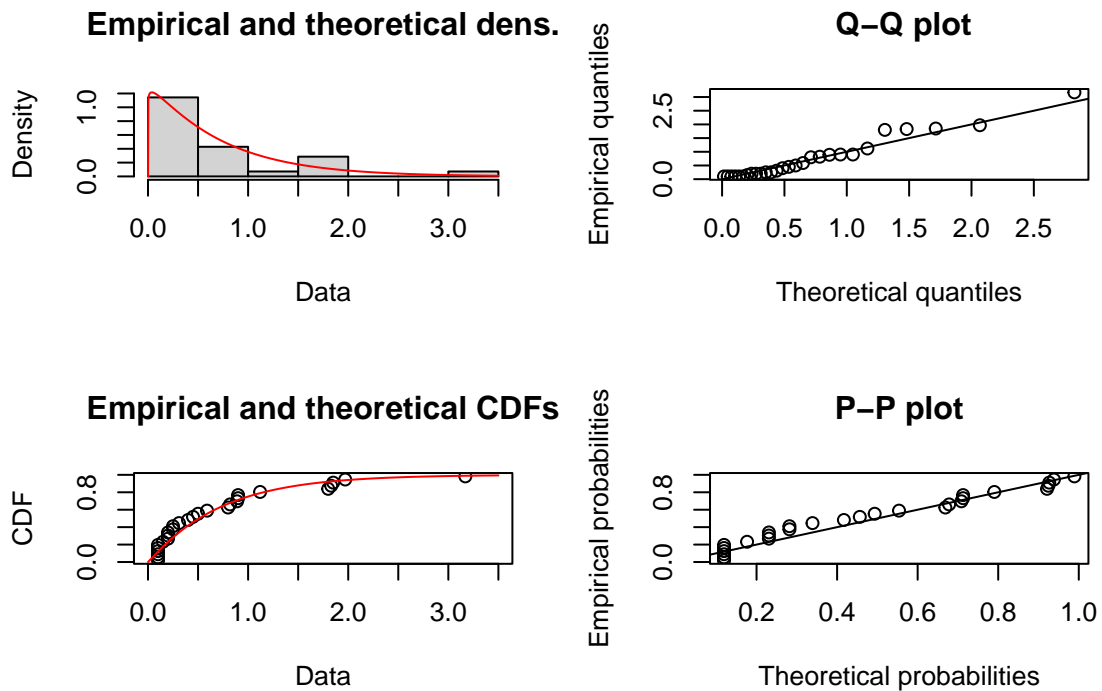 Empirical and theoretical dens.
Density
0.0 1.0
0.0 1.0 2.0 3.0
Data
Q−Q plot
Empirical quantiles
0.0 2.5
0.0 0.5 1.0 1.5 2.0 2.5
Theoretical quantiles
Empirical and theoretical CDFs
CDF
0.0 0.8
0.0 1.0 2.0 3.0
Data
P−P plot
Empirical probabilities
0.0 0.8
0.2 0.4 0.6 0.8 1.0
Theoretical probabilities